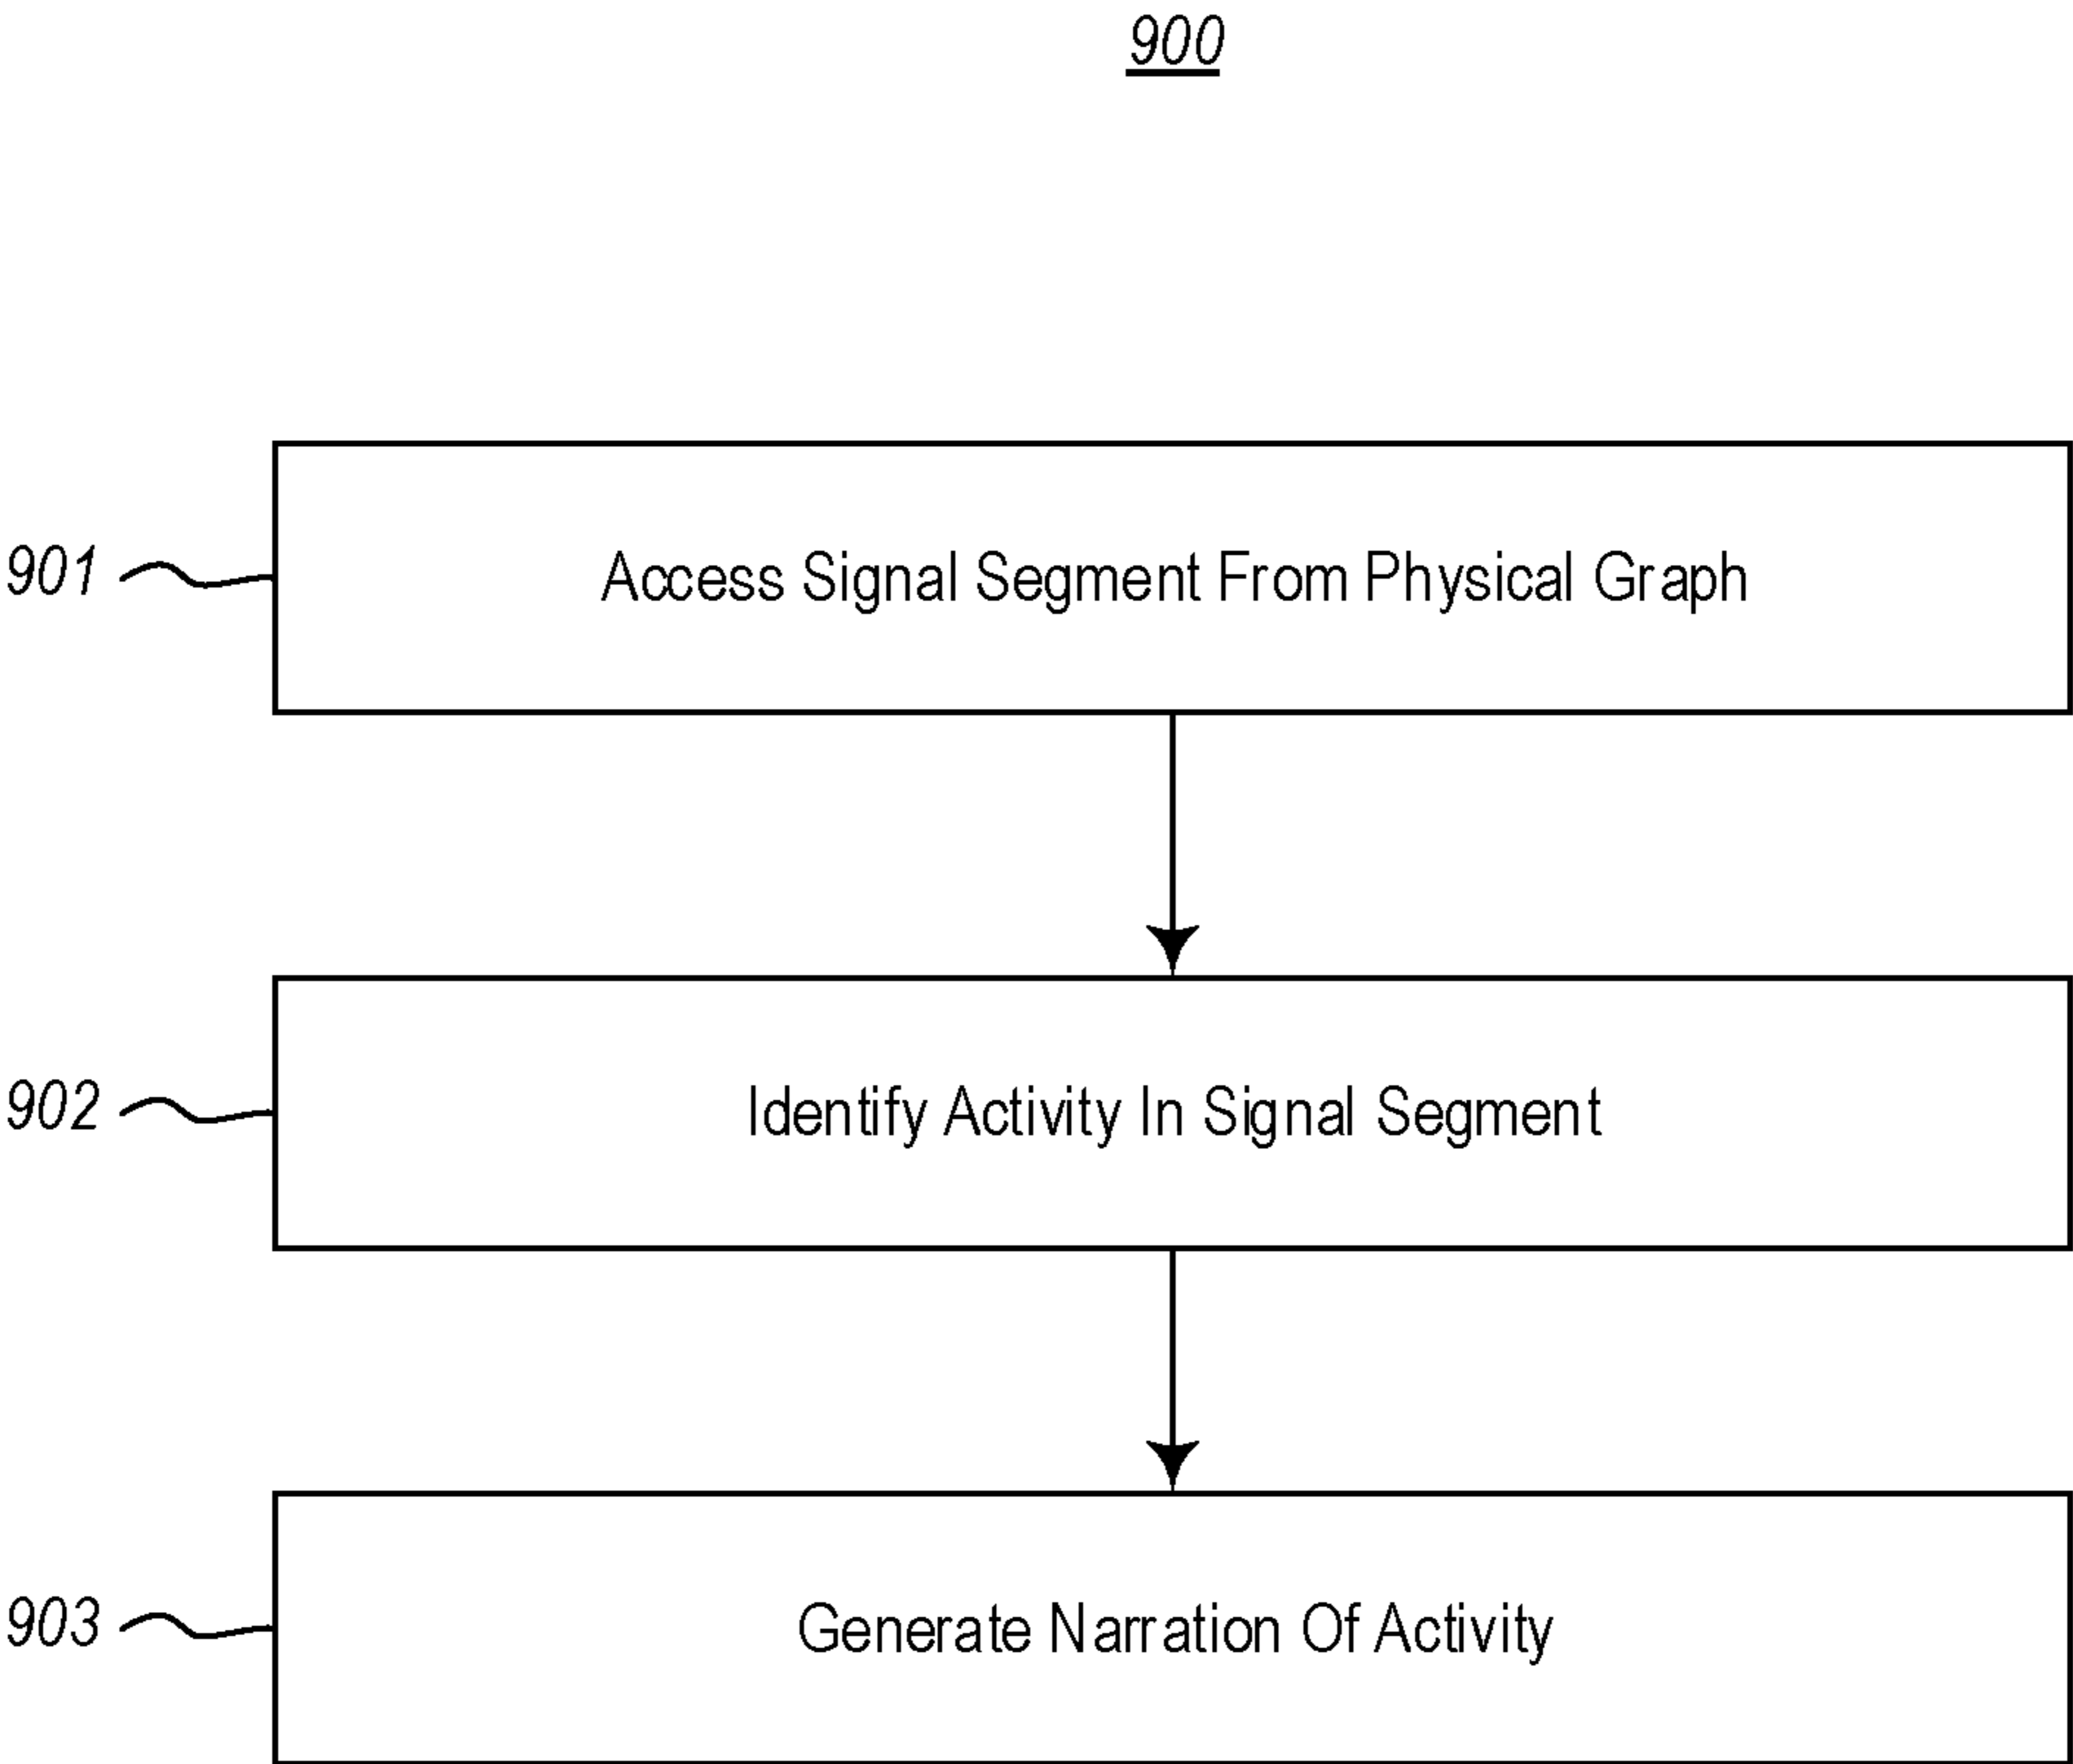 900
901
Access Signal Segment From Physical Graph
902
Identify Activity In Signal Segment
903
Generate Narration Of Activity